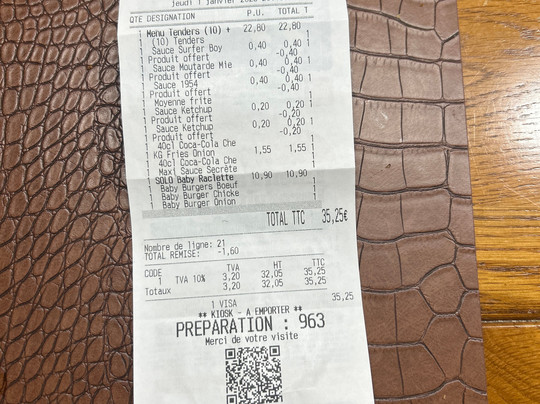 jeudi 1 janvier
QTE DESIGNATION P.U. TOTAL T
1 Menu Tenders (10) + 22,80 22,80 1
1 (10) Tenders 1
1 Sauce Surfer Boy 0,40 0,40 1
1 Produit offert -0,40
1 Sauce Moutarde Mie 0,40 0,40 1
1 Produit offert -0,40
1 Sauce 1954 0,40 0,40 1
1 Produit offert -0,40
1 Moyenne frite 1
1 Sauce Ketchup 0,20 0,20 1
1 Produit offert -0,20
1 Sauce Ketchup 0,20 0,20 1
1 Produit offert -0,20
1 40cl Coca-Cola Che 1
1 KG Fries Onion 1,55 1,55 1
1 40cl Coca-Cola Che 1
1 Maxi Sauce Secrète 1
1 SOLO Baby Raclette 10,90 10,90 1
1 Baby Burgers Boeuf 1
1 Baby Burger Chicke 1
1 Baby Burger Onion 1
TOTAL TTC 35,25€
Nombre de ligne: 21
TOTAL REMISE: -1,60
CODE TVA HT TTC
1 TVA 10% 3,20 32,05 35,25
Totaux 3,20 32,05 35,25
1 VISA 35,25
** KIOSK - A EMPORTER **
PREPARATION : 963
Merci de votre visite